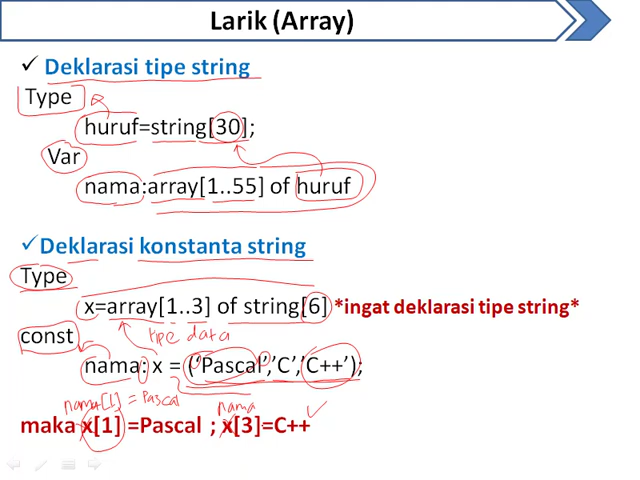 Larik (Array)
✓ Deklarasi tipe string
Type
huruf=string[30];
Var
nama:array[1..55] of huruf
✓Deklarasi konstanta string
Type
x=array[1..3] of string[6] *ingat deklarasi tipe string*
const
tipe data
nama: x = (‘Pascal’,’C’,’C++’);
nama[1] = Pascal
nama
maka x[1] =Pascal ; x[3]=C++